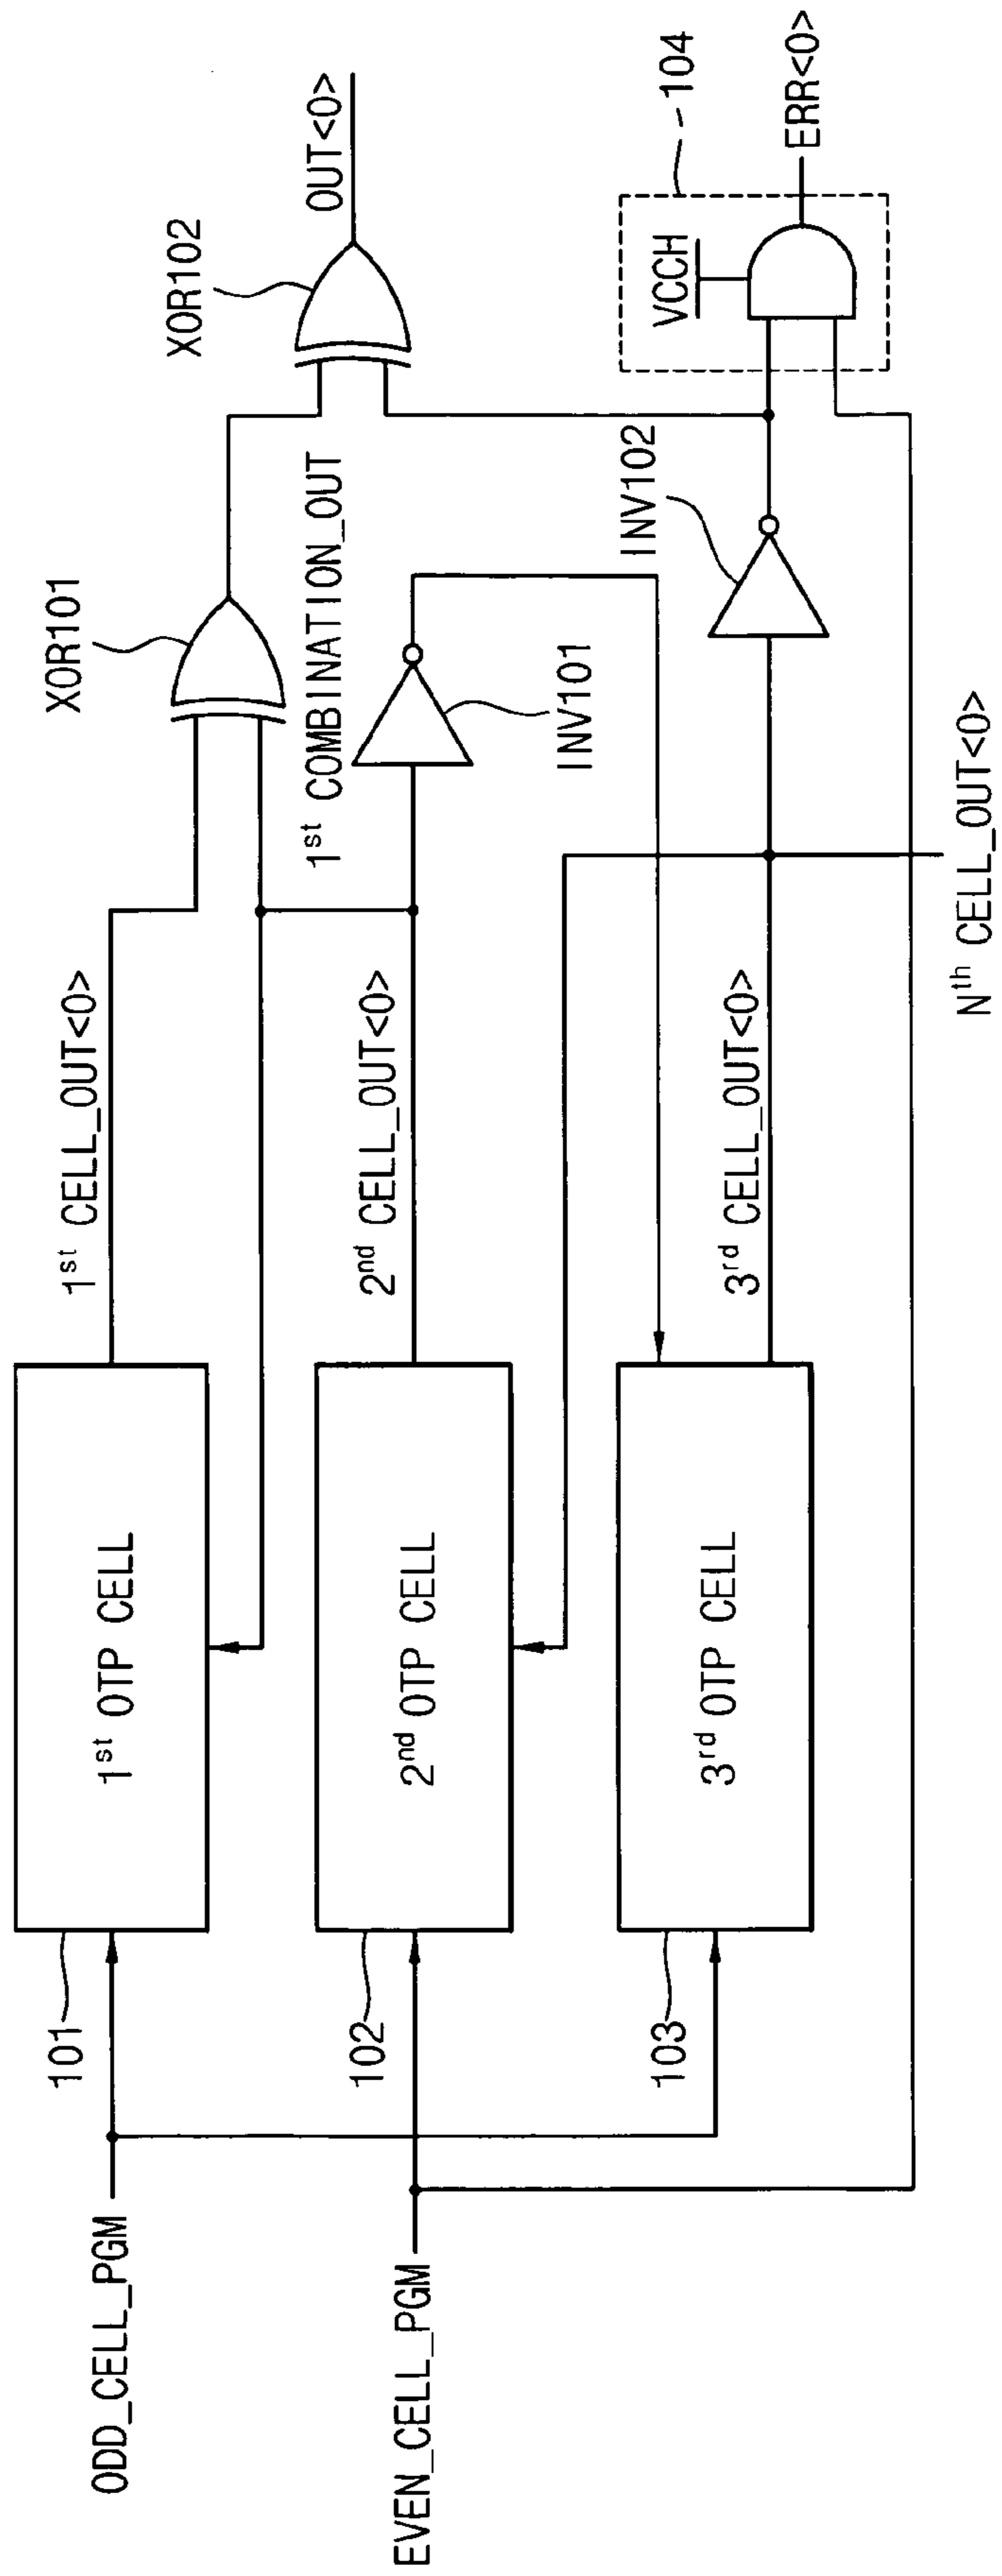 ODD_CELL_PGM
EVEN_CELL_PGM
101
1st OTP CELL
102
2nd OTP CELL
103
3rd OTP CELL
1st CELL_OUT<0>
2nd CELL_OUT<0>
3rd CELL_OUT<0>
XOR101
1st COMBINATION_OUT
INV101
INV102
Nth CELL_OUT<0>
XOR102
OUT<0>
VCCH
104
ERR<0>